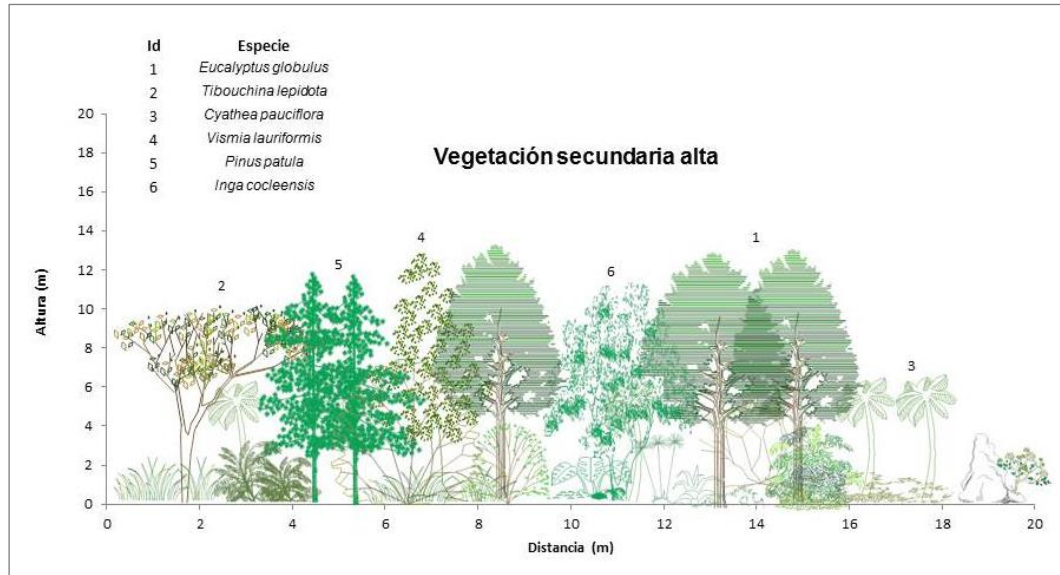 Id Especie
1 Eucalyptus globulus
2 Tibouchina lepidota
3 Cyathea pauciflora
4 Vismia lauriformis
5 Pinus patula
6 Inga cocleensis
Vegetación secundaria alta
Altura (m)
20
18
16
14
12
10
8
6
4
2
0
4
1
5
6
2
3
0 2 4 6 8 10 12 14 16 18 20
Distancia (m)